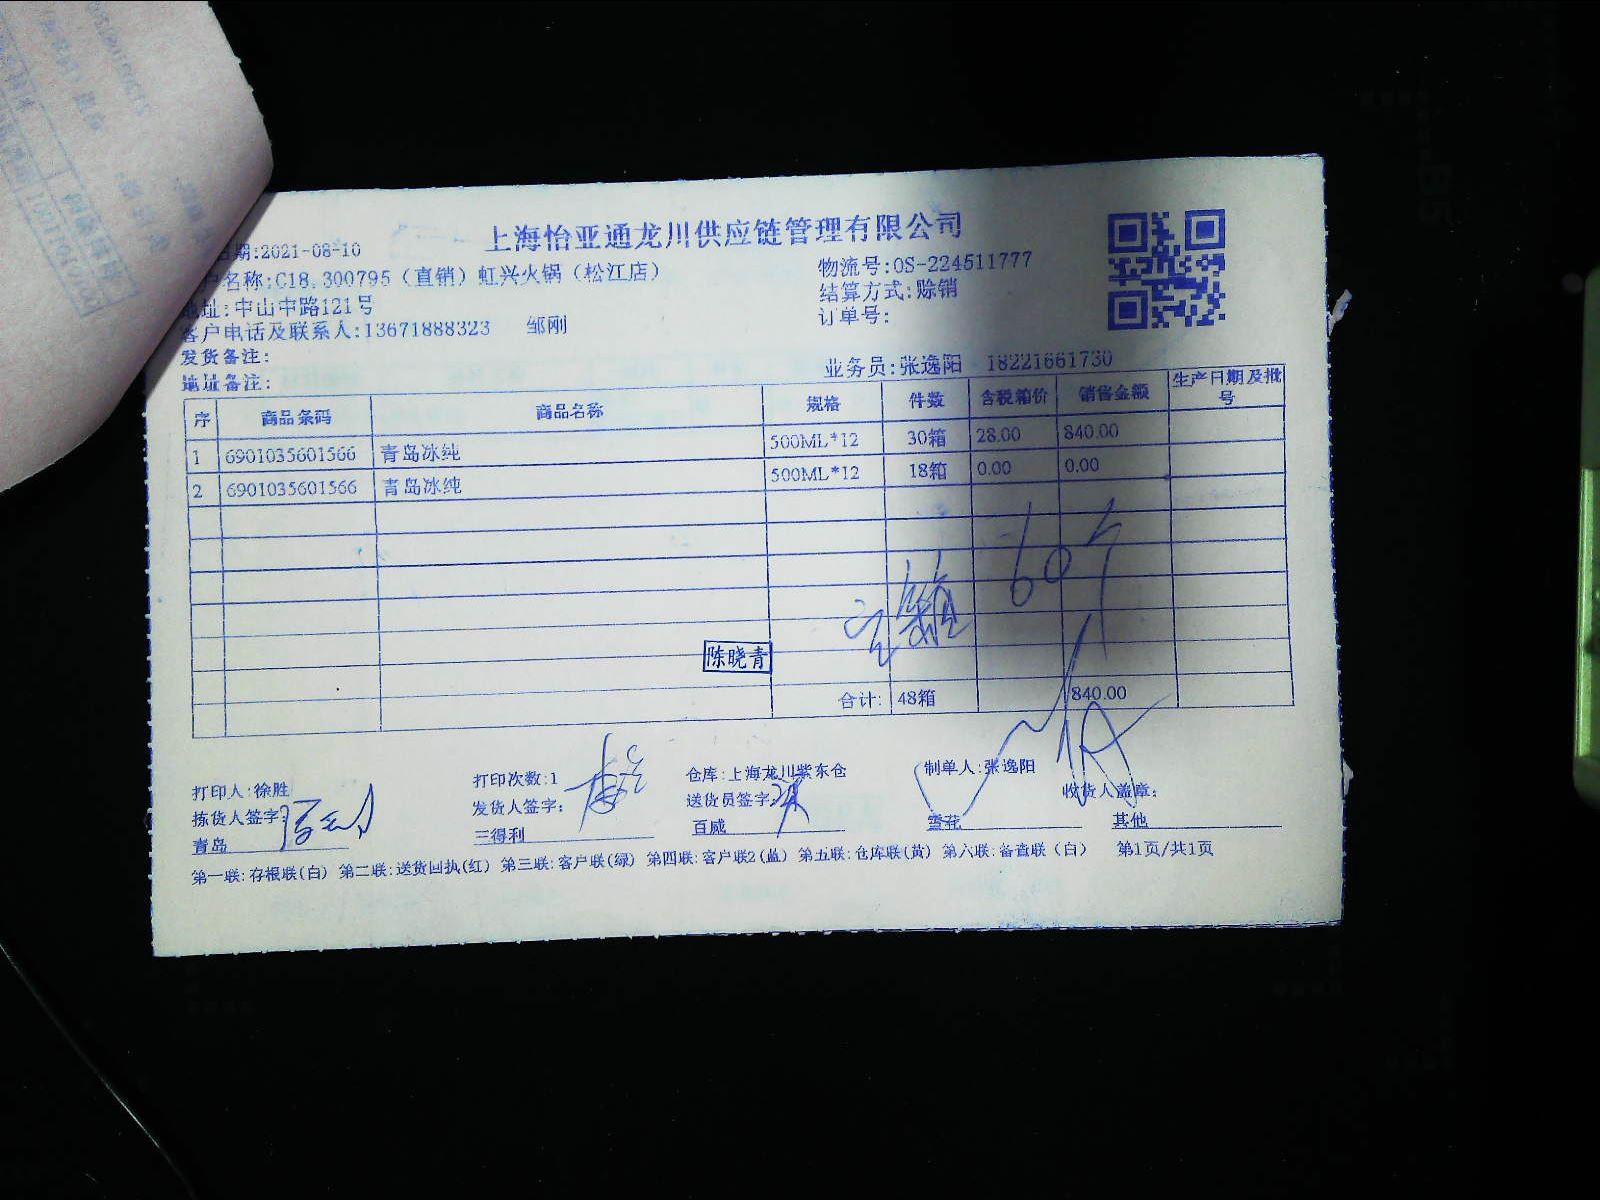 上海怡亚通龙川供应链管理有限公司
期:2021-08-10
户名称:C18.300795（直销）虹兴火锅（松江店）
物流号:OS-224511777
地址:中山中路121号
结算方式:赊销
客户电话及联系人:13671888323 邹刚
订单号:
发货备注:
地址备注:
业务员:张逸阳 18221661730
序 商品条码 商品名称 规格 件数 含税箱价 销售金额 生产日期及批号
1 6901035601566 青岛冰纯 500ML*12 30箱 28.00 840.00
2 6901035601566 青岛冰纯 500ML*12 18箱 0.00 0.00
陈晓青
合计: 48箱 840.00
打印人:徐胜 打印次数:1 仓库:上海龙川紫东仓 制单人:张逸阳
拣货人签字: 发货人签字: 送货员签字: 收货人盖章:
青岛 三得利 百威 雪花 其他
第一联:存根联(白) 第二联:送货回执(红) 第三联:客户联(绿) 第四联:客户联2(蓝) 第五联:仓库联(黄) 第六联:备查联(白) 第1页/共1页